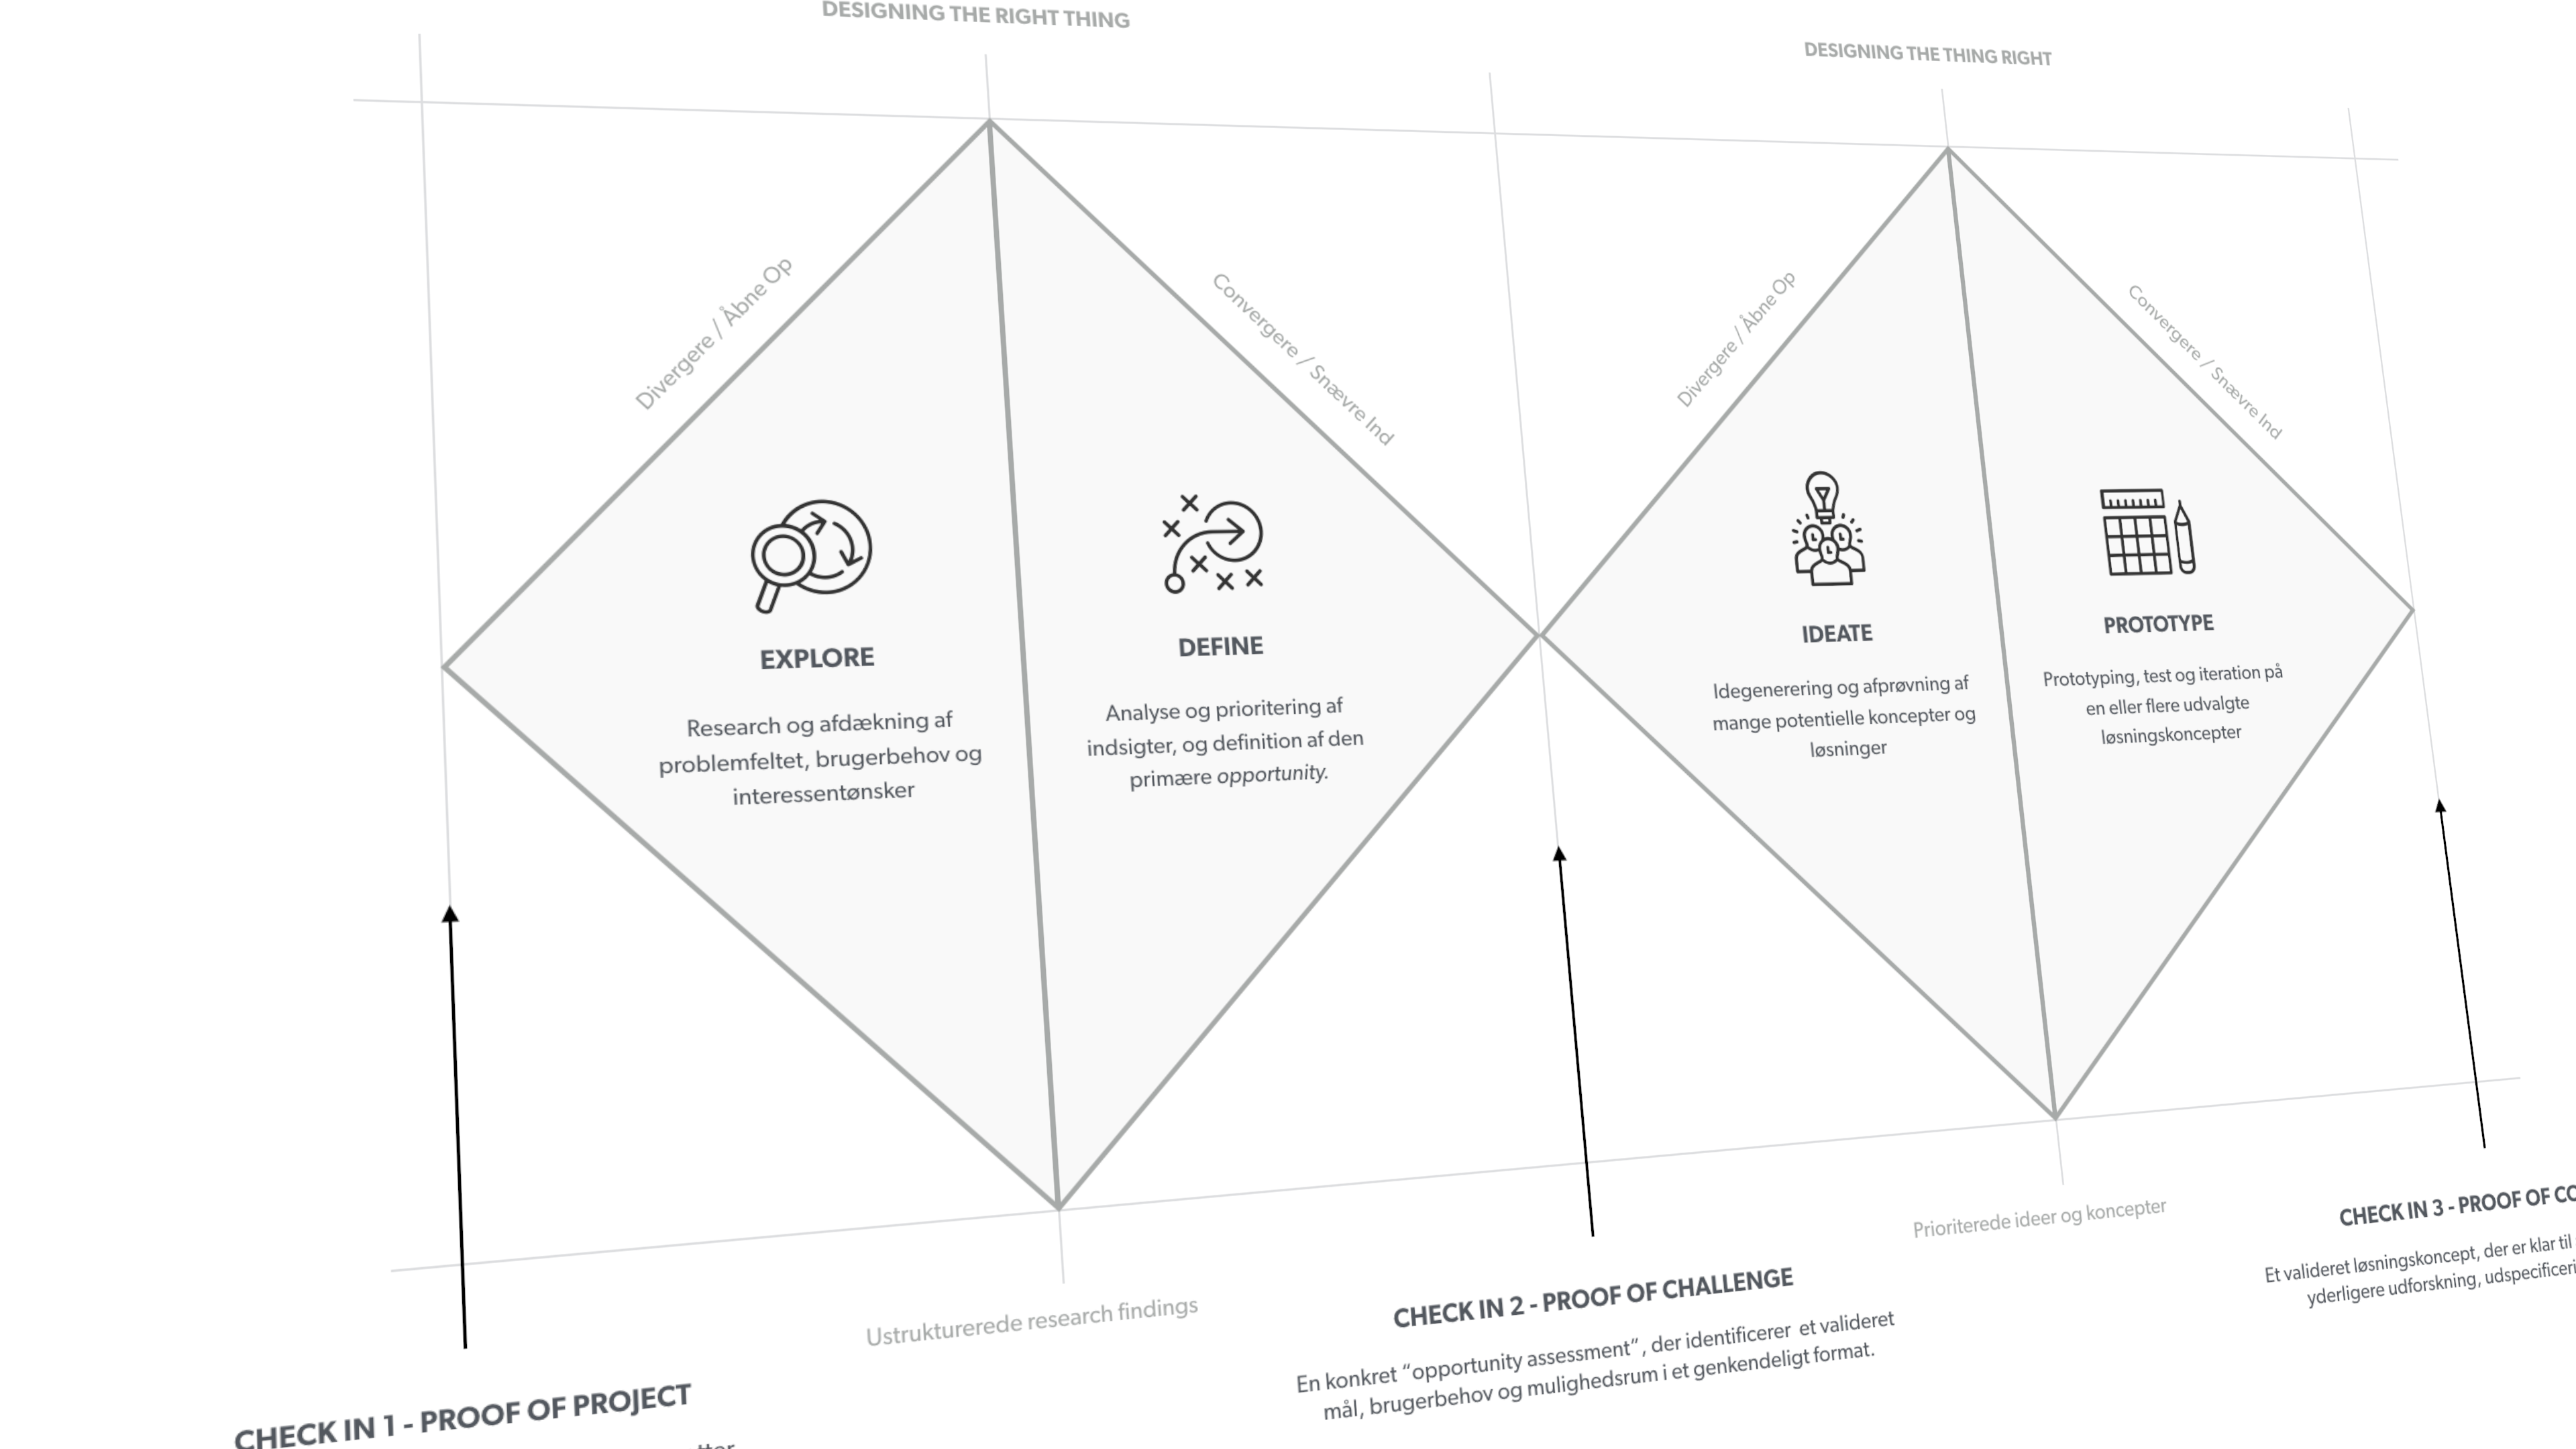 DESIGNING THE RIGHT THING
DESIGNING THE THING RIGHT
Divergere / Åbne Op
Convergere / Snævre Ind
Divergere / Åbne Op
Convergere / Snævre Ind
EXPLORE
Research og afdækning af
problemfeltet, brugerbehov og
interessentønsker
DEFINE
Analyse og prioritering af
indsigter, og definition af den
primære opportunity.
IDEATE
Idegenerering og afprøvning af
mange potentielle koncepter og
løsninger
PROTOTYPE
Prototyping, test og iteration på
en eller flere udvalgte
løsningskoncepter
CHECK IN 1 - PROOF OF PROJECT
Ustrukturerede research findings
CHECK IN 2 - PROOF OF CHALLENGE
En konkret “opportunity assessment”, der identificerer et valideret
mål, brugerbehov og mulighedsrum i et genkendeligt format.
Prioriterede ideer og koncepter
CHECK IN 3 - PROOF OF
Et valideret løsningskoncept, der er klar til
yderligere udforskning,